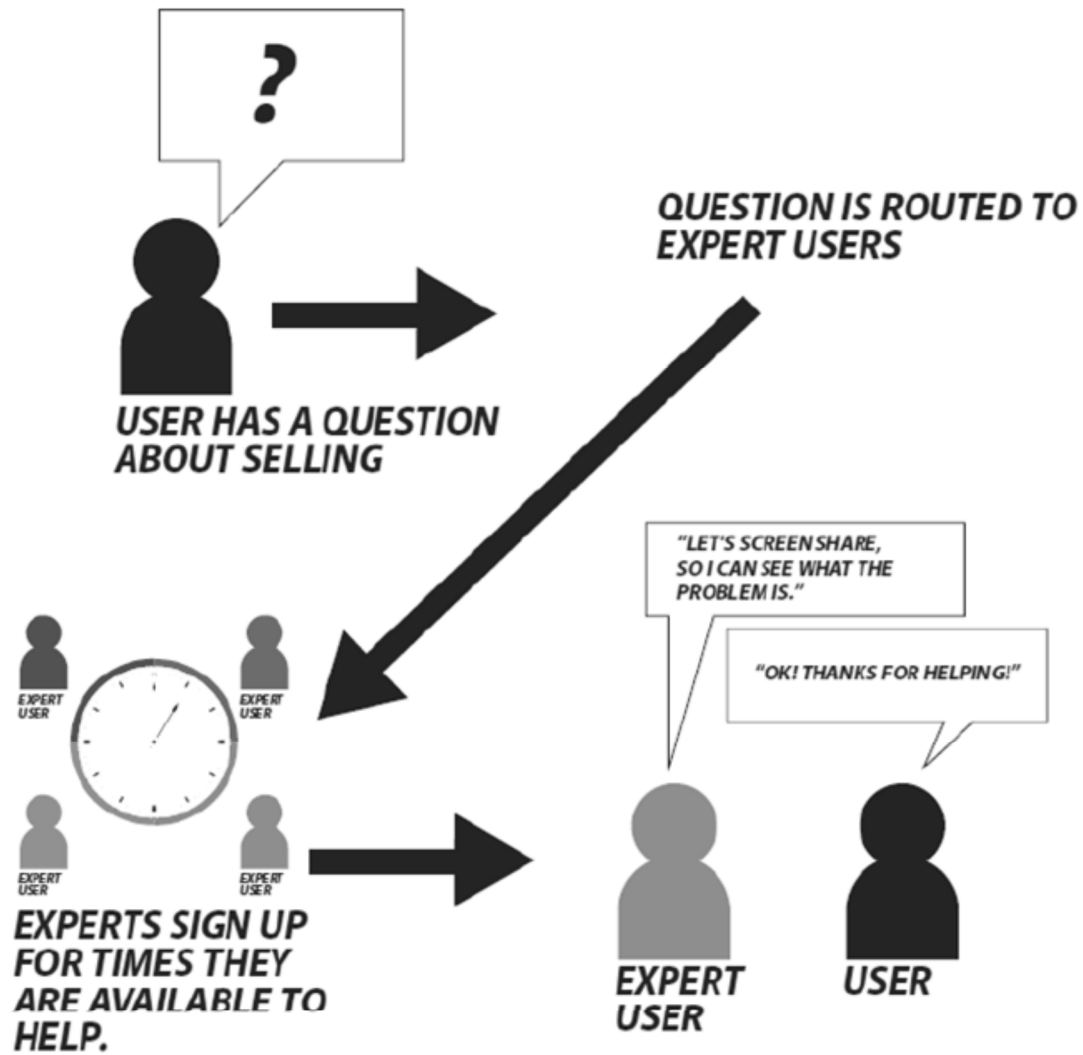 ?
QUESTION IS ROUTED TO
EXPERT USERS
USER HAS A QUESTION
ABOUT SELLING
"LET'S SCREENSHARE,
SO I CAN SEE WHAT THE
PROBLEM IS."
"OK! THANKS FOR HELPING!"
EXPERT
USER
EXPERT
USER
EXPERT
USER
EXPERT
USER
EXPERTS SIGN UP
FOR TIMES THEY
ARE AVAILABLE TO
HELP.
EXPERT
USER
USER